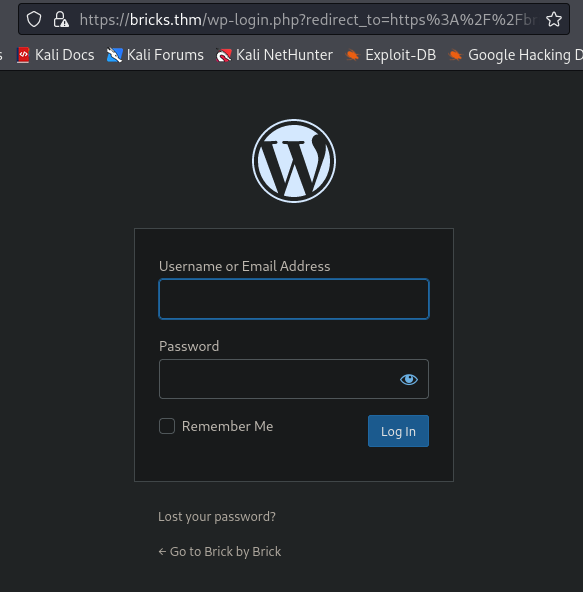 https://bricks.thm/wp-login.php?redirect_to=https%3A%2F%2Fbr
s Kali Docs Kali Forums Kali NetHunter Exploit-DB Google Hacking D
Username or Email Address
Password
Remember Me
Log In
Lost your password?
← Go to Brick by Brick